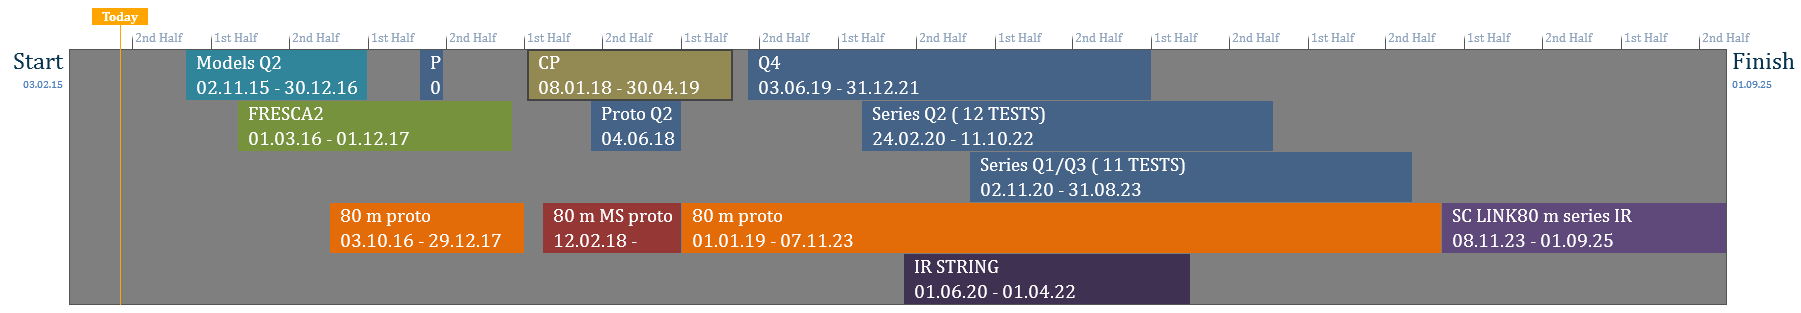 Today
2nd Half 1st Half 2nd Half 1st Half 2nd Half 1st Half 2nd Half 1st Half 2nd Half 1st Half 2nd Half 1st Half 2nd Half 1st Half 2nd Half 1st Half 2nd Half 1st Half 2nd Half 1st Half 2nd Half
Start
03.02.15
Finish
01.09.25
Models Q2
02.11.15 - 30.12.16
P
0
CP
08.01.18 - 30.04.19
Q4
03.06.19 - 31.12.21
FRESCA2
01.03.16 - 01.12.17
Proto Q2
04.06.18
Series Q2 ( 12 TESTS)
24.02.20 - 11.10.22
Series Q1/Q3 ( 11 TESTS)
02.11.20 - 31.08.23
80 m proto
03.10.16 - 29.12.17
80 m MS proto
12.02.18 -
80 m proto
01.01.19 - 07.11.23
SC LINK80 m series IR
08.11.23 - 01.09.25
IR STRING
01.06.20 - 01.04.22